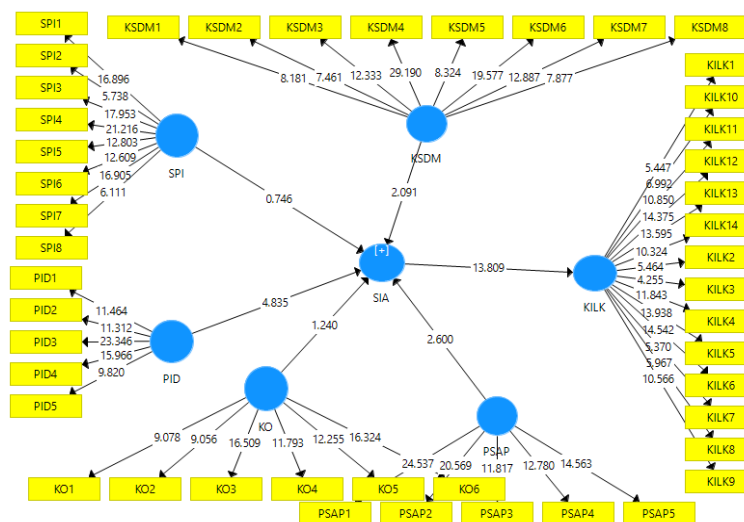 SPI1
SPI2
SPI3
SPI4
SPI5
SPI6
SPI7
SPI8
16.896
5.738
17.953
21.216
12.803
12.609
16.905
6.111
SPI
KSDM1
KSDM2
KSDM3
KSDM4
KSDM5
KSDM6
KSDM7
KSDM8
8.181
7.461
12.333
29.190
8.324
19.577
12.887
7.877
KSDM
0.746
2.091
KILK1
KILK10
KILK11
KILK12
KILK13
KILK14
KILK2
KILK3
KILK4
KILK5
KILK6
KILK7
KILK8
KILK9
5.447
6.992
10.850
14.375
13.595
10.324
5.464
4.255
11.843
13.938
14.542
5.370
5.967
10.566
KILK
[+]
SIA
13.809
PID1
PID2
PID3
PID4
PID5
11.464
11.312
23.346
15.966
9.820
PID
4.835
1.240
2.600
KO
9.078
9.056
16.509
11.793
12.255
16.324
KO1
KO2
KO3
KO4
KO5
KO6
PSAP
24.537
20.569
11.817
12.780
14.563
PSAP1
PSAP2
PSAP3
PSAP4
PSAP5